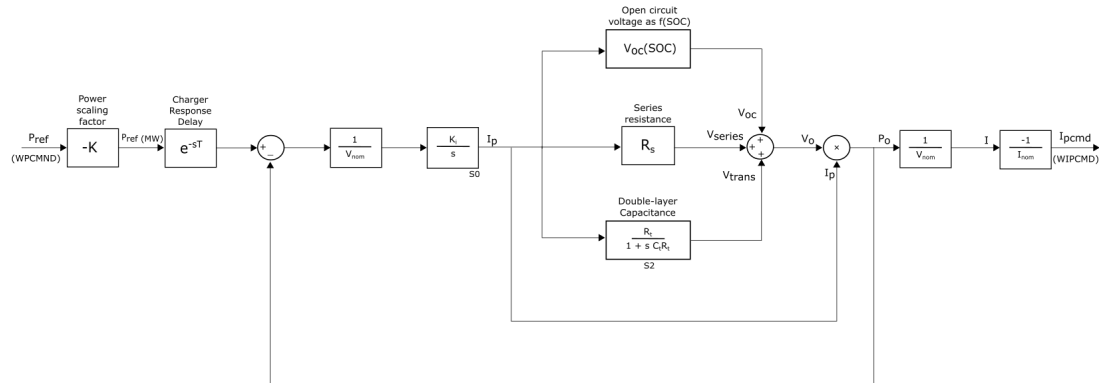 Open circuit
voltage as f(SOC)
VOC(SOC)
Power
scaling
factor
Charger
Response
Delay
Pref
(WPCMND)
-K
Pref (MW)
e-sT
+
-
1
Vnom
Ki
s
S0
Ip
Series
resistance
Rs
Voc
Vseries
Vtrans
+
+
+
Vo
×
Ip
Po
1
Vnom
I
-1
Inom
Ipcmd
(WIPCMD)
Double-layer
Capacitance
Rt
1 + s CtRt
S2